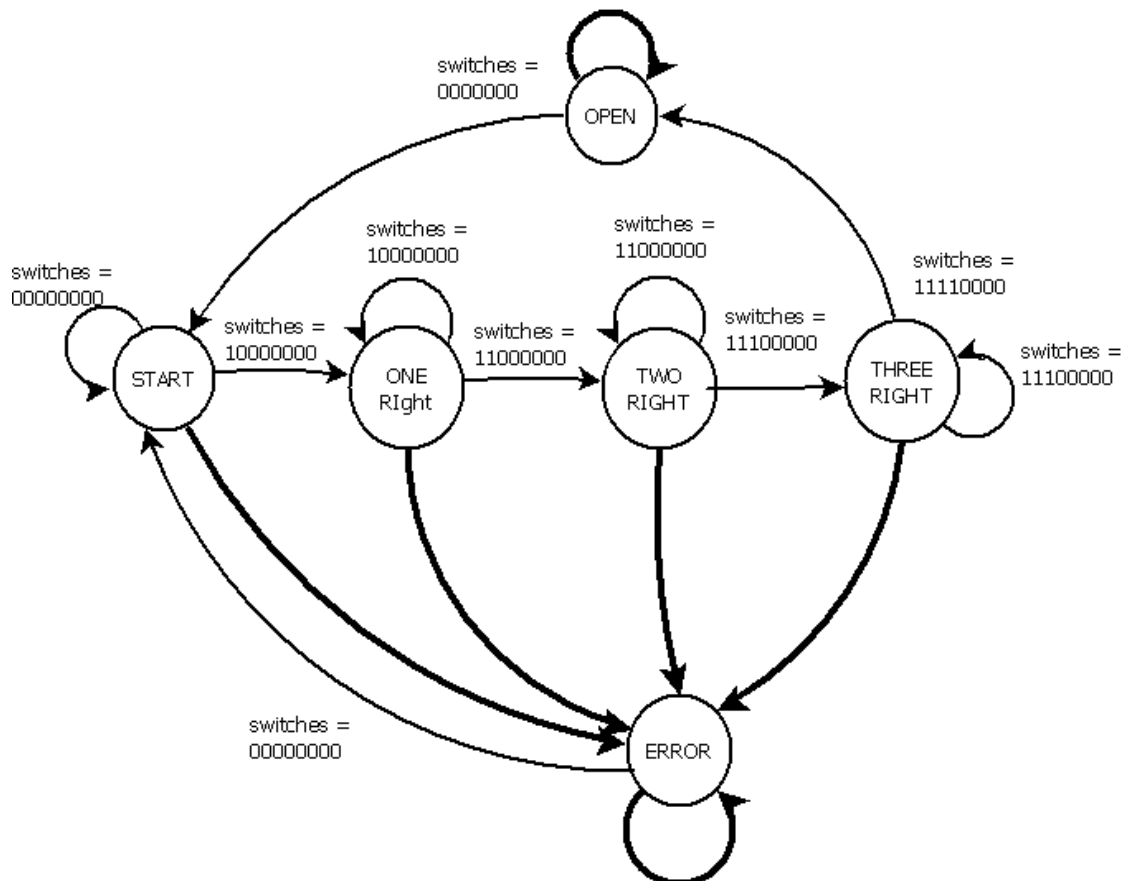 switches =
0000000
OPEN
switches =
10000000
switches =
11000000
switches =
11110000
switches =
00000000
switches =
10000000
switches =
11000000
switches =
11100000
switches =
11100000
START
ONE
RIght
TWO
RIGHT
THREE
RIGHT
switches =
00000000
ERROR